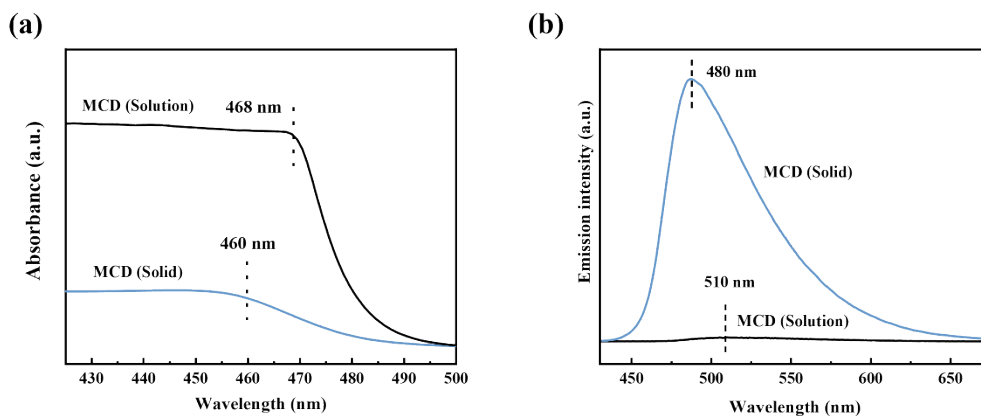 (a)
Absorbance (a.u.)
MCD (Solution)
468 nm
460 nm
MCD (Solid)
430 440 450 460 470 480 490 500
Wavelength (nm)
(b)
Emission intensity (a.u.)
480 nm
MCD (Solid)
510 nm
MCD (Solution)
450 500 550 600 650
Wavelength (nm)